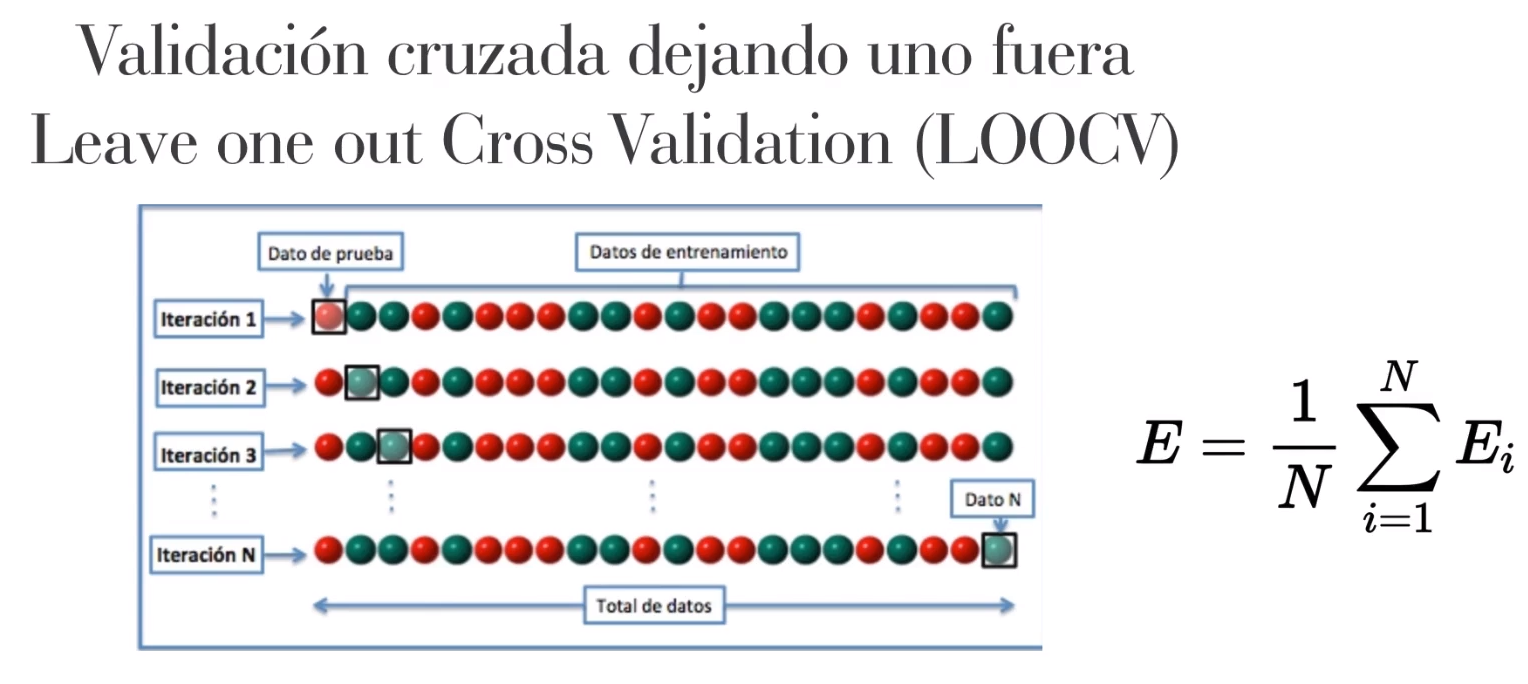 Validación cruzada dejando uno fuera
Leave one out Cross Validation (LOOCV)
Dato de prueba
Datos de entrenamiento
Iteración 1
Iteración 2
Iteración 3
Dato N
Iteración N
Total de datos
E = \frac{1}{N} \sum_{i=1}^{N} E_i